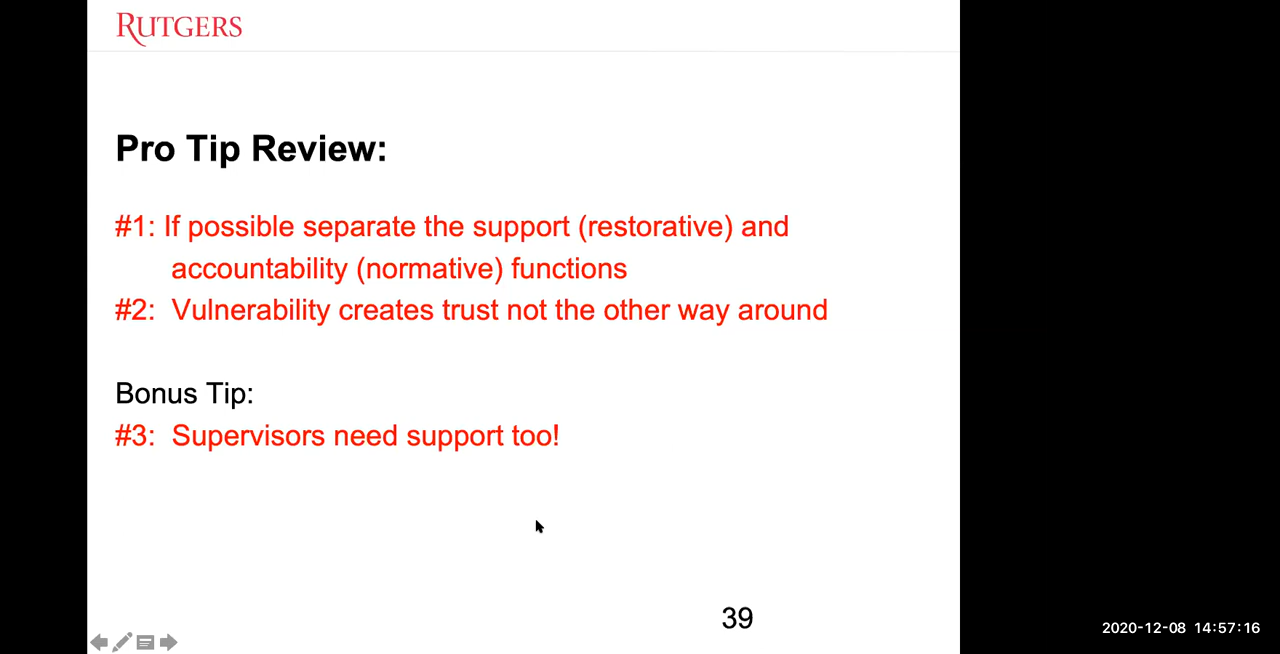 RUTGERS
Pro Tip Review:
#1: If possible separate the support (restorative) and
accountability (normative) functions
#2: Vulnerability creates trust not the other way around
Bonus Tip:
#3: Supervisors need support too!
39
2020-12-08 14:57:16